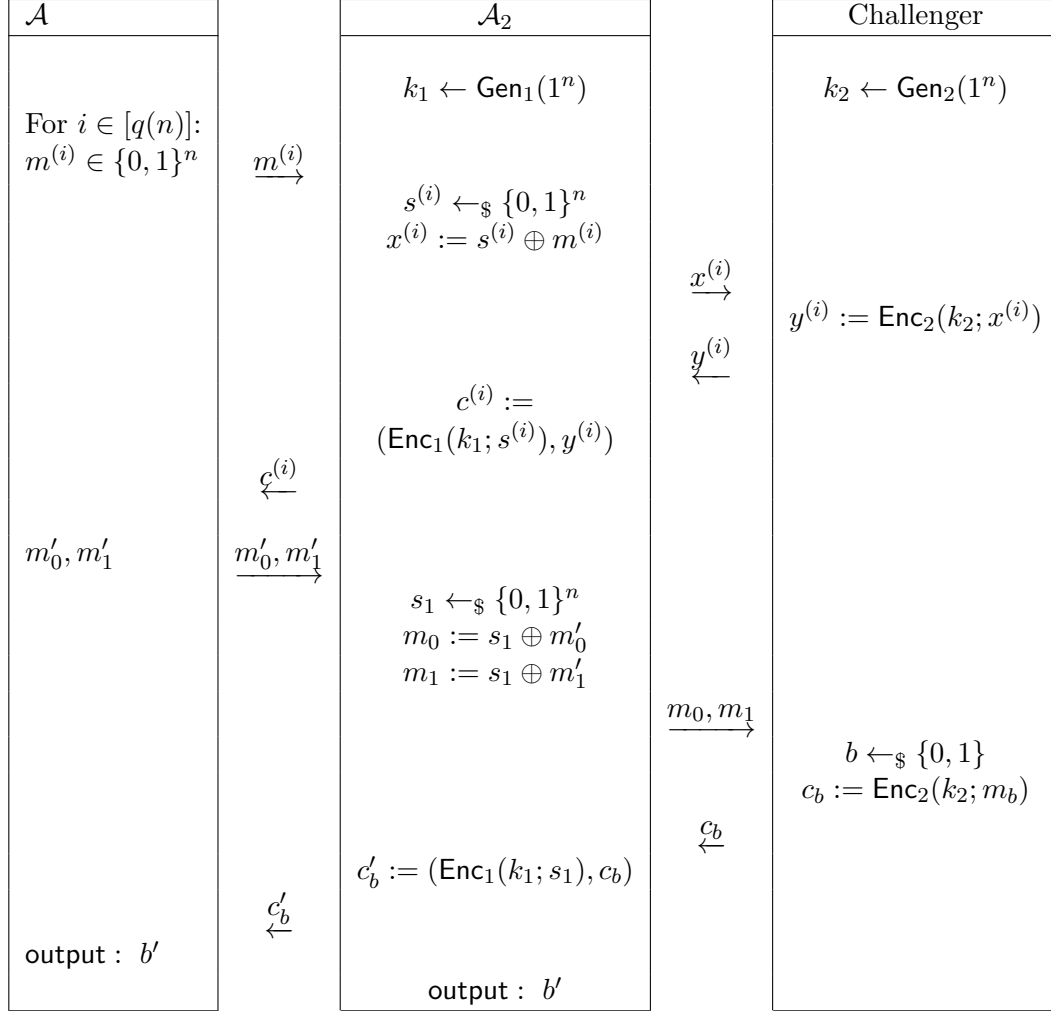 𝒜 𝒜₂ Challenger
k₁ ← Gen₁(1ⁿ) k₂ ← Gen₂(1ⁿ)
For i ∈ [q(n)]:
m⁽ⁱ⁾ ∈ {0, 1}ⁿ m⁽ⁱ⁾ →
s⁽ⁱ⁾ ←$ {0, 1}ⁿ
x⁽ⁱ⁾ := s⁽ⁱ⁾ ⊕ m⁽ⁱ⁾
x⁽ⁱ⁾ →
y⁽ⁱ⁾ := Enc₂(k₂; x⁽ⁱ⁾)
y⁽ⁱ⁾ ←
c⁽ⁱ⁾ :=
(Enc₁(k₁; s⁽ⁱ⁾), y⁽ⁱ⁾)
c⁽ⁱ⁾ ←
m′₀, m′₁ m′₀, m′₁ →
s₁ ←$ {0, 1}ⁿ
m₀ := s₁ ⊕ m′₀
m₁ := s₁ ⊕ m′₁
m₀, m₁ →
b ←$ {0, 1}
c_b := Enc₂(k₂; m_b)
c_b ←
c′_b := (Enc₁(k₁; s₁), c_b)
c′_b ←
output : b′
output : b′